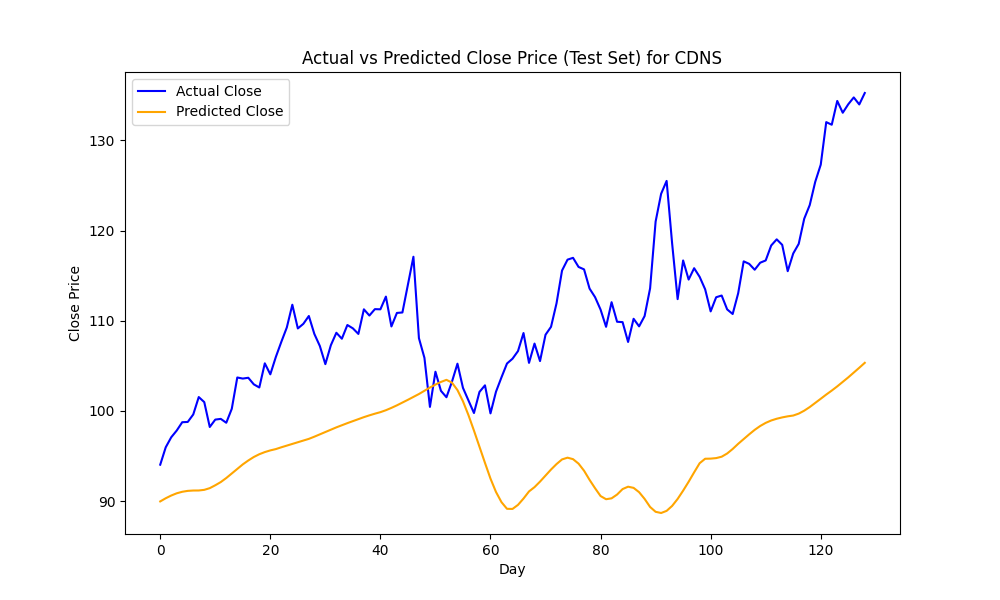 Actual vs Predicted Close Price (Test Set) for CDNS
Actual Close
Predicted Close
130
120
110
100
90
Close Price
0 20 40 60 80 100 120
Day